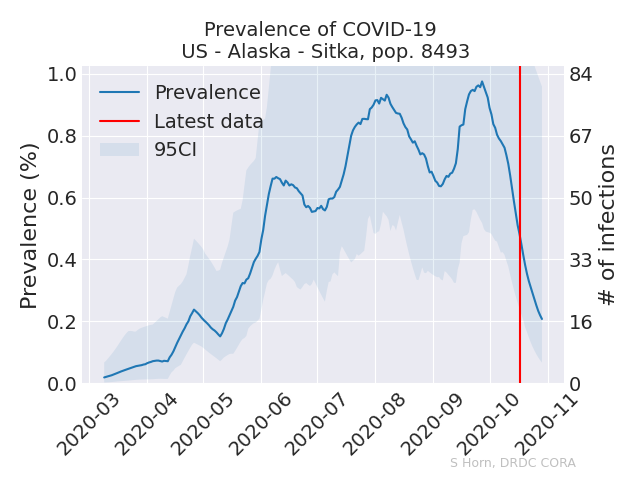 Prevalence of COVID-19
US - Alaska - Sitka, pop. 8493
Prevalence (%)
1.0
0.8
0.6
0.4
0.2
0.0
Prevalence
Latest data
95CI
84
67
50
33
16
0
# of infections
2020-03
2020-04
2020-05
2020-06
2020-07
2020-08
2020-09
2020-10
2020-11
S Horn, DRDC CORA